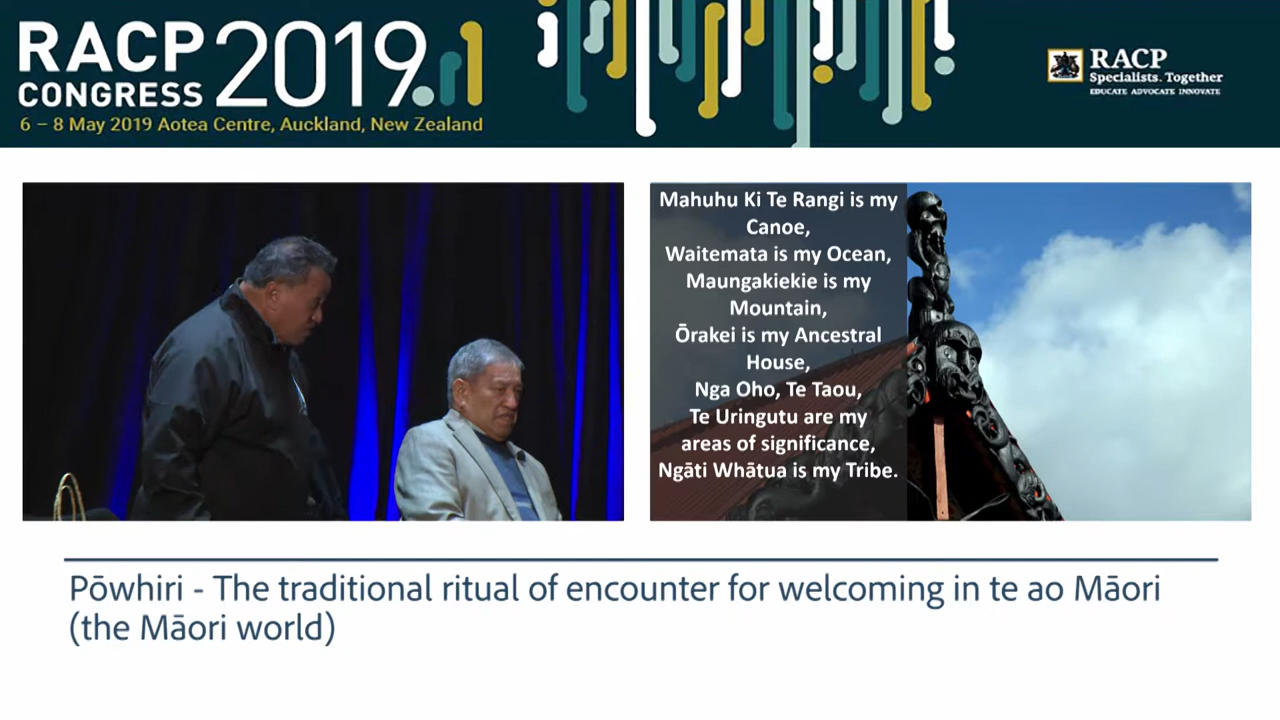 RACP
CONGRESS
2019
6 – 8 May 2019 Aotea Centre, Auckland, New Zealand
RACP
Specialists. Together
EDUCATE ADVOCATE INNOVATE
Mahuhu Ki Te Rangi is my
Canoe,
Waitemata is my Ocean,
Maungakiekie is my
Mountain,
Ōrakei is my Ancestral
House,
Nga Oho, Te Taou,
Te Uringutu are my
areas of significance,
Ngāti Whātua is my Tribe.
Pōwhiri - The traditional ritual of encounter for welcoming in te ao Māori
(the Māori world)